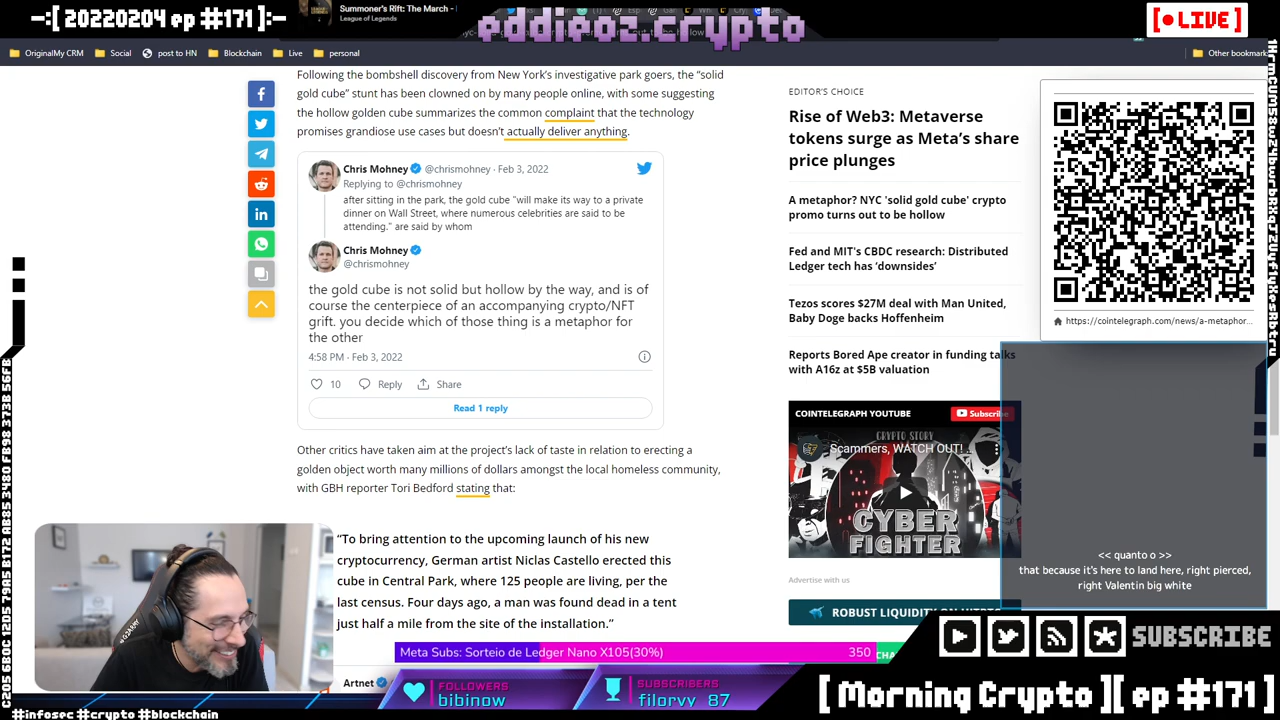 -:[ 20220204 ep #171]:-
Summoner's Rift: The March -
League of Legends
eddieoz.crypto
[ LIVE ]
OriginalMy CRM
Social
post to HN
Blockchain
Live
personal
Other bookmark
Following the bombshell discovery from New York's investigative park goers, the "solid
gold cube" stunt has been clowned on by many people online, with some suggesting
the hollow golden cube summarizes the common complaint that the technology
promises grandiose use cases but doesn't actually deliver anything.
Chris Mohney @chrismohney · Feb 3, 2022
Replying to @chrismohney
after sitting in the park, the gold cube "will make its way to a private
dinner on Wall Street, where numerous celebrities are said to be
attending." are said by whom
Chris Mohney
@chrismohney
the gold cube is not solid but hollow by the way, and is of
course the centerpiece of an accompanying crypto/NFT
grift. you decide which of those thing is a metaphor for
the other
4:58 PM · Feb 3, 2022
10 Reply Share
Read 1 reply
Other critics have taken aim at the project's lack of taste in relation to erecting a
golden object worth many millions of dollars amongst the local homeless community,
with GBH reporter Tori Bedford stating that:
"To bring attention to the upcoming launch of his new
cryptocurrency, German artist Niclas Castello erected this
cube in Central Park, where 125 people are living, per the
last census. Four days ago, a man was found dead in a tent
just half a mile from the site of the installation."
Artnet
EDITOR'S CHOICE
Rise of Web3: Metaverse
tokens surge as Meta's share
price plunges
A metaphor? NYC 'solid gold cube' crypto
promo turns out to be hollow
Fed and MIT's CBDC research: Distributed
Ledger tech has 'downsides'
Tezos scores $27M deal with Man United,
Baby Doge backs Hoffenheim
Reports Bored Ape creator in funding talks
with A16z at $5B valuation
COINTELEGRAPH YOUTUBE
Subscribe
CRYPTO STORY
Scammers, WATCH OUT! ...
CYBER
FIGHTER
Advertise with us
ROBUST LIQUIDITY
https://cointelegraph.com/news/a-metaphor...
<< quanto o >>
that because it's here to land here, right pierced,
right Valentin big white
Meta Subs: Sorteio de Ledger Nano X
105(30%)
350
FOLLOWERS
bibinow
SUBSCRIBERS
filorvy 87
SUBSCRIBE
[ Morning Crypto ][ ep #171 ]
#infosec #crypto #blockchain